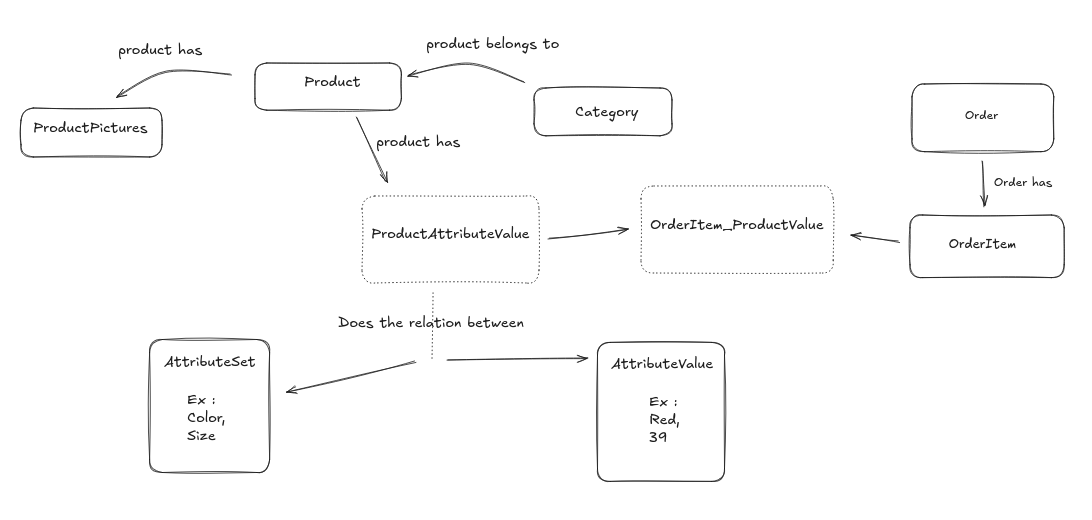 product has
product belongs to
Product
Category
ProductPictures
product has
Order
Order has
ProductAttributeValue
OrderItem_ProductValue
OrderItem
Does the relation between
AttributeSet
Ex :
Color,
Size
AttributeValue
Ex :
Red,
39